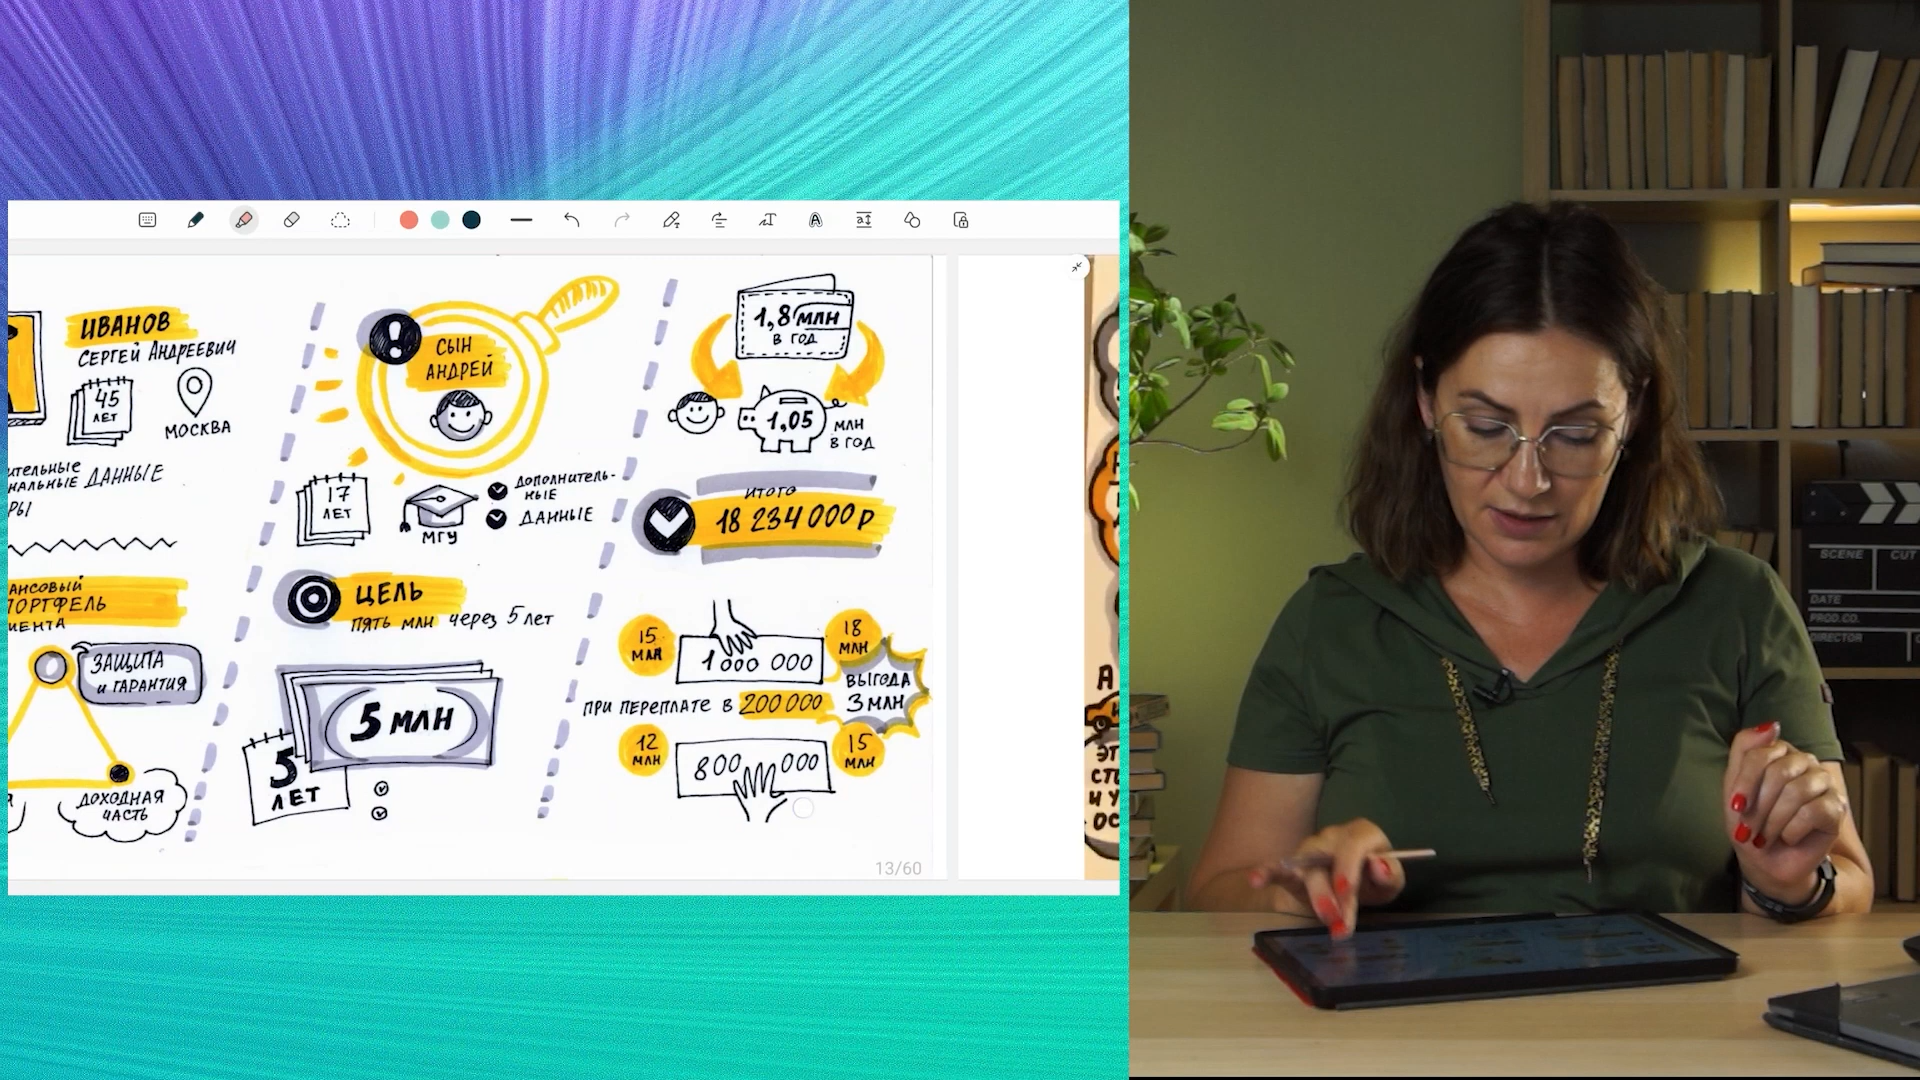 ИВАНОВ
СЕРГЕЙ АНДРЕЕВИЧ
45
ЛЕТ
МОСКВА
ДАННЫЕ
ПОРТФЕЛЬ
ЗАЩИТА
И ГАРАНТИЯ
ДОХОДНАЯ
ЧАСТЬ
!
СЫН
АНДРЕЙ
17
ЛЕТ
МГУ
ДОПОЛНИТЕЛЬ-
НЫЕ
ДАННЫЕ
ЦЕЛЬ
ПЯТЬ МЛН через 5 лет
5 МЛН
5
ЛЕТ
1,8 МЛН
В ГОД
1,05
МЛН
В ГОД
ИТОГО
18 234 000 Р
15
МЛН
1 000 000
18
МЛН
ВЫГОДА
3 МЛН
ПРИ ПЕРЕПЛАТЕ В 200 000
12
МЛН
800 000
15
МЛН
13/60
А
ЭТ
СТ
И У
ОС
SCENE
CUT
DATE
PROD.CO.
DIRECTOR